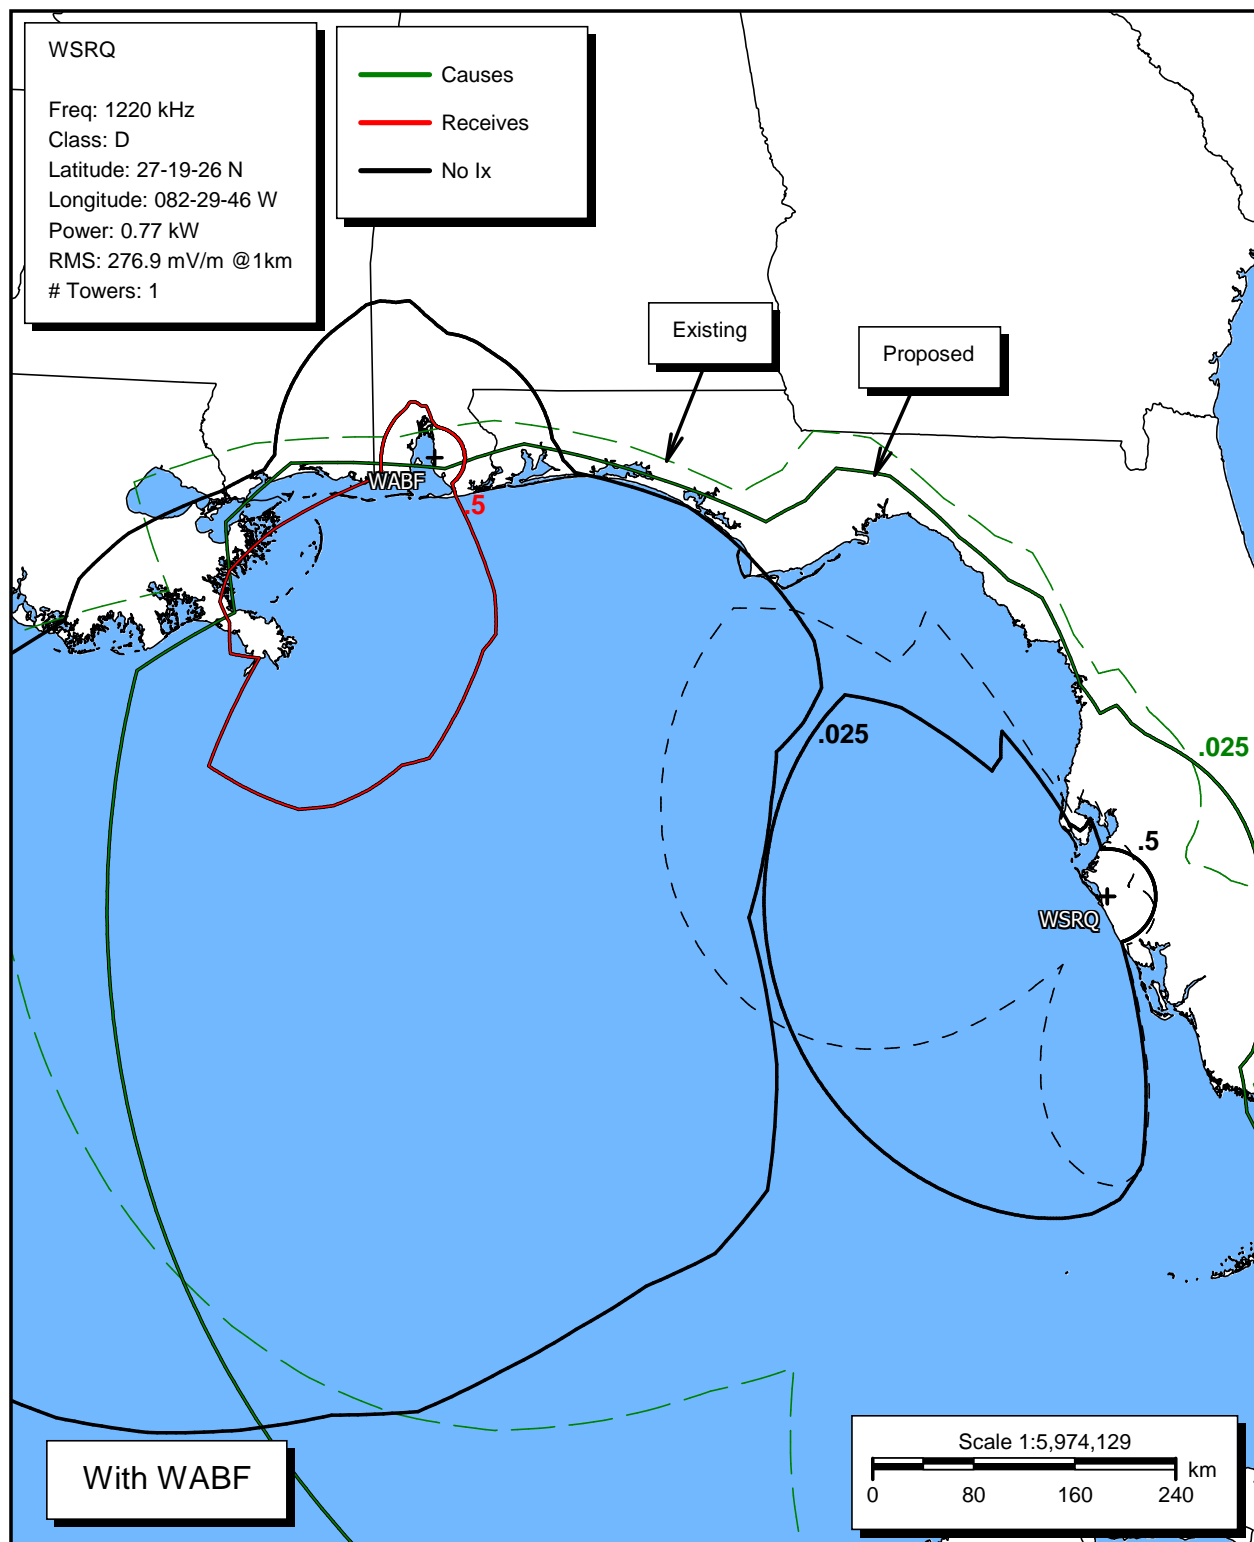 WSRQ
Freq: 1220 kHz
Class: D
Latitude: 27-19-26 N
Longitude: 082-29-46 W
Power: 0.77 kW
RMS: 276.9 mV/m @1km
# Towers: 1
Causes
Receives
No Ix
Existing
Proposed
WABF
.5
.025
.025
.5
WSRQ
With WABF
Scale 1:5,974,129
km
0 80 160 240